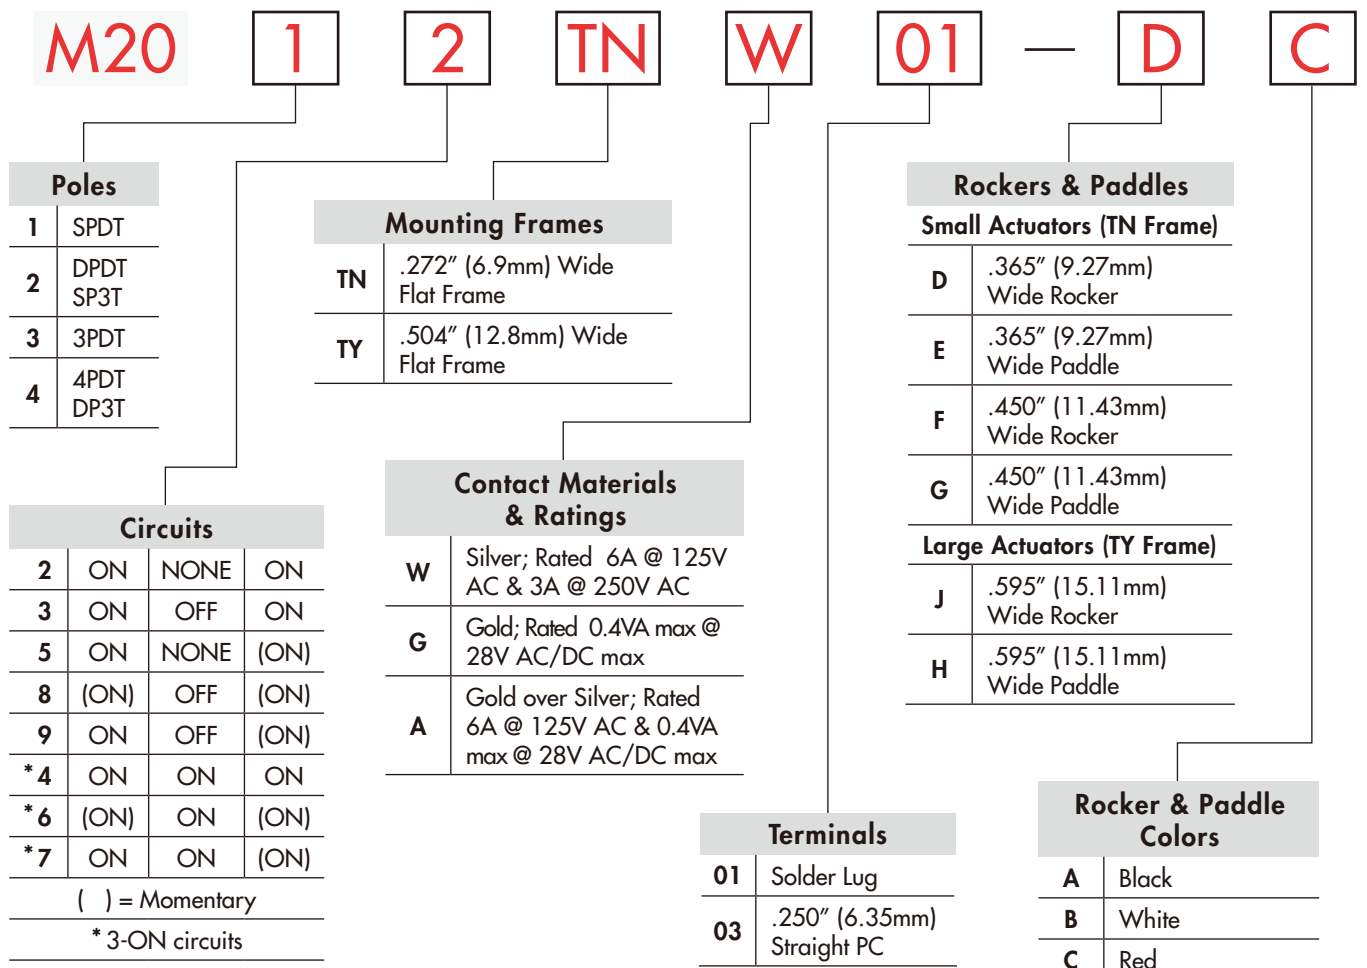 M20 1 2 TN W 01 — D C
Poles
1 SPDT
2 DPDT
SP3T
3 3PDT
4 4PDT
DP3T
Circuits
2 ON NONE ON
3 ON OFF ON
5 ON NONE (ON)
8 (ON) OFF (ON)
9 ON OFF (ON)
*4 ON ON ON
*6 (ON) ON (ON)
*7 ON ON (ON)
( ) = Momentary
* 3-ON circuits
Mounting Frames
TN .272" (6.9mm) Wide
Flat Frame
TY .504" (12.8mm) Wide
Flat Frame
Contact Materials
& Ratings
W Silver; Rated 6A @ 125V
AC & 3A @ 250V AC
G Gold; Rated 0.4VA max @
28V AC/DC max
A Gold over Silver; Rated
6A @ 125V AC & 0.4VA
max @ 28V AC/DC max
Terminals
01 Solder Lug
03 .250" (6.35mm)
Straight PC
Rockers & Paddles
Small Actuators (TN Frame)
D .365" (9.27mm)
Wide Rocker
E .365" (9.27mm)
Wide Paddle
F .450" (11.43mm)
Wide Rocker
G .450" (11.43mm)
Wide Paddle
Large Actuators (TY Frame)
J .595" (15.11mm)
Wide Rocker
H .595" (15.11mm)
Wide Paddle
Rocker & Paddle
Colors
A Black
B White
C Red